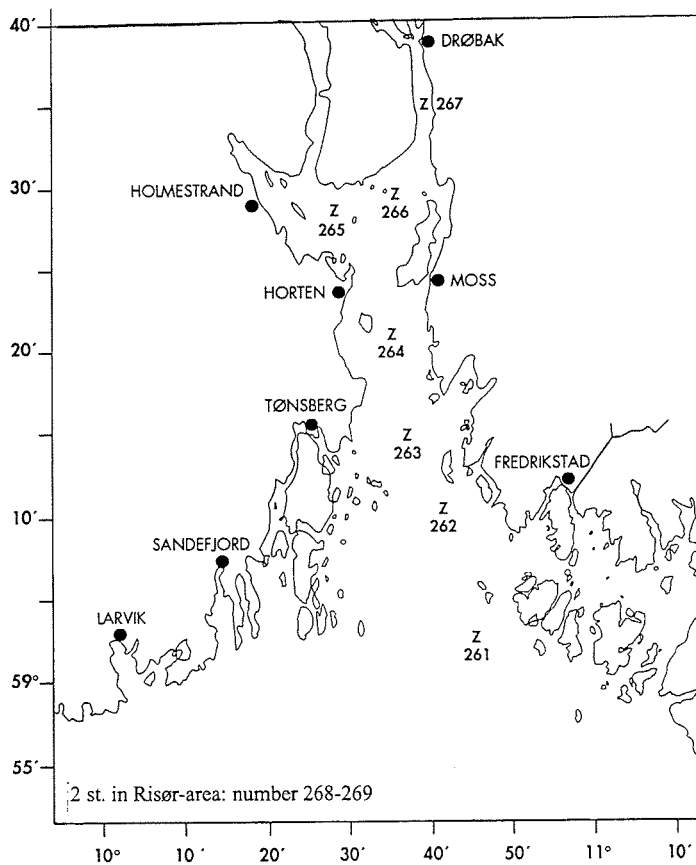 40´
DRØBAK
Z 267
30´
HOLMESTRAND
Z
266
Z
265
MOSS
HORTEN
20´
Z
264
TØNSBERG
Z
263
FREDRIKSTAD
10´
Z
262
SANDEFJORD
LARVIK
Z
261
59°
55´
2 st. in Risør-area: number 268-269
10° 10´ 20´ 30´ 40´ 50´ 11° 10´